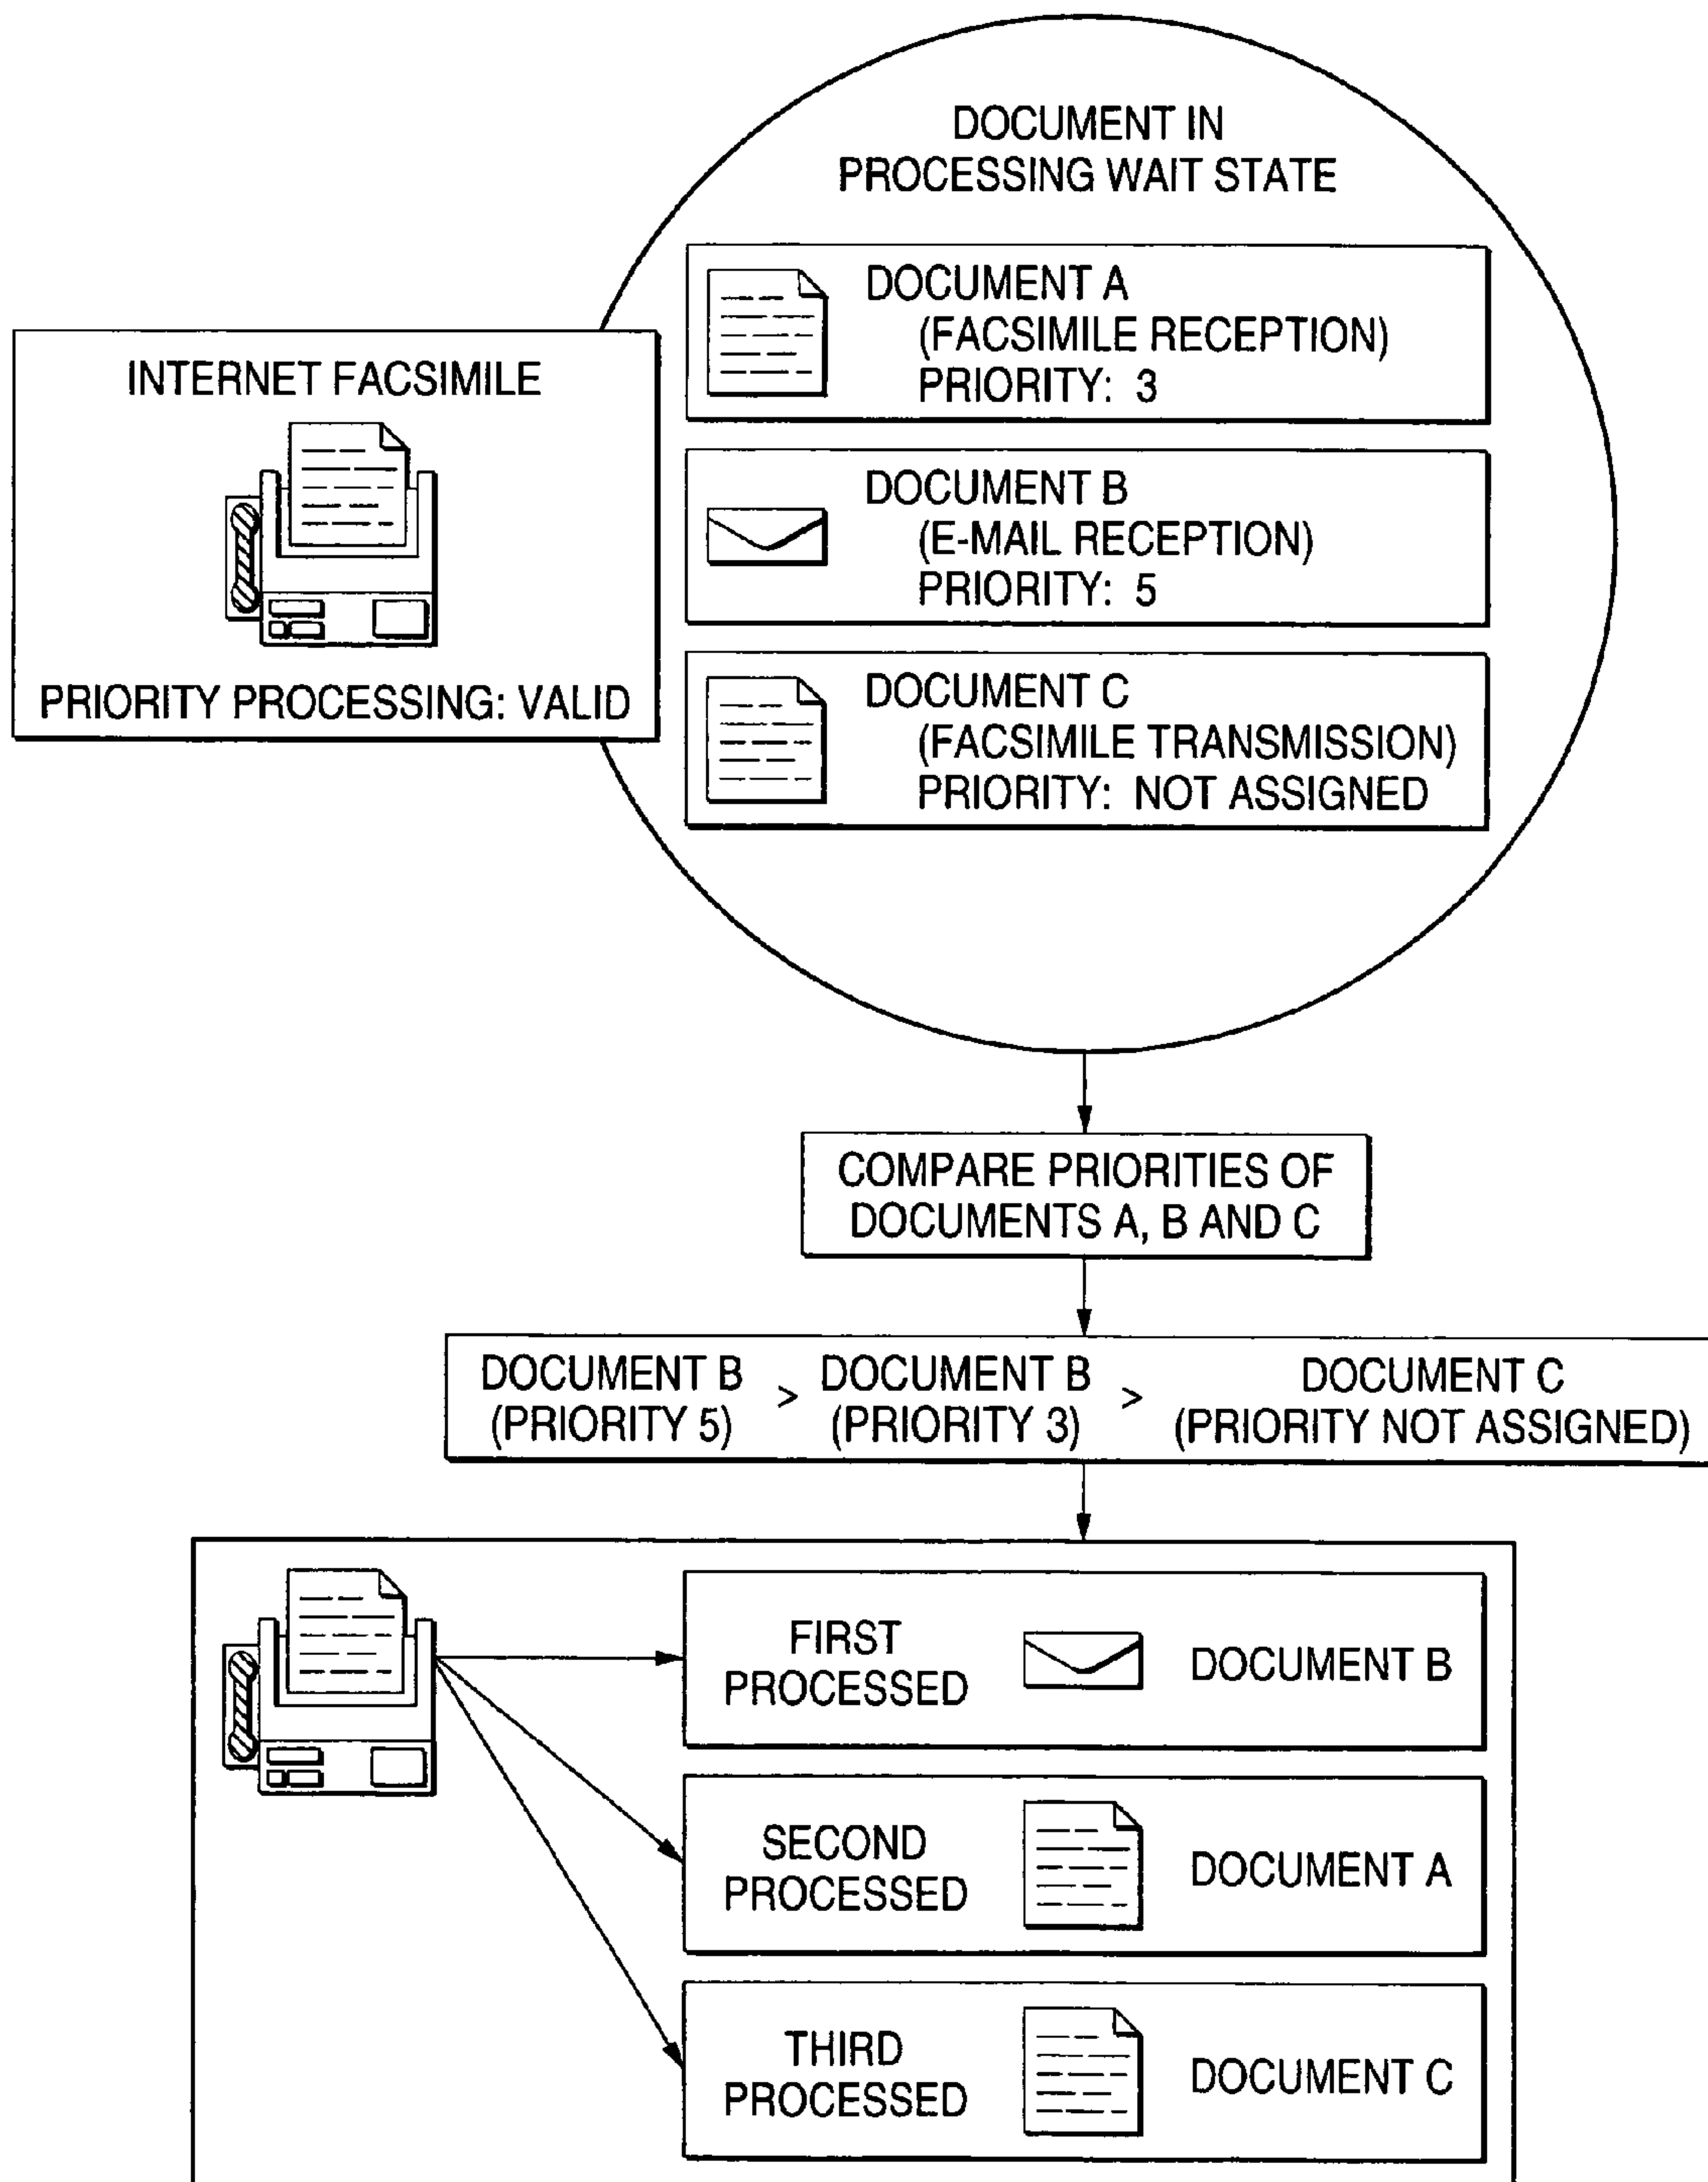 DOCUMENT IN
PROCESSING WAIT STATE
DOCUMENT A
(FACSIMILE RECEPTION)
PRIORITY: 3
INTERNET FACSIMILE
PRIORITY PROCESSING: VALID
DOCUMENT B
(E-MAIL RECEPTION)
PRIORITY: 5
DOCUMENT C
(FACSIMILE TRANSMISSION)
PRIORITY: NOT ASSIGNED
COMPARE PRIORITIES OF
DOCUMENTS A, B AND C
DOCUMENT B
(PRIORITY 5)
>
DOCUMENT B
(PRIORITY 3)
>
DOCUMENT C
(PRIORITY NOT ASSIGNED)
FIRST
PROCESSED
DOCUMENT B
SECOND
PROCESSED
DOCUMENT A
THIRD
PROCESSED
DOCUMENT C